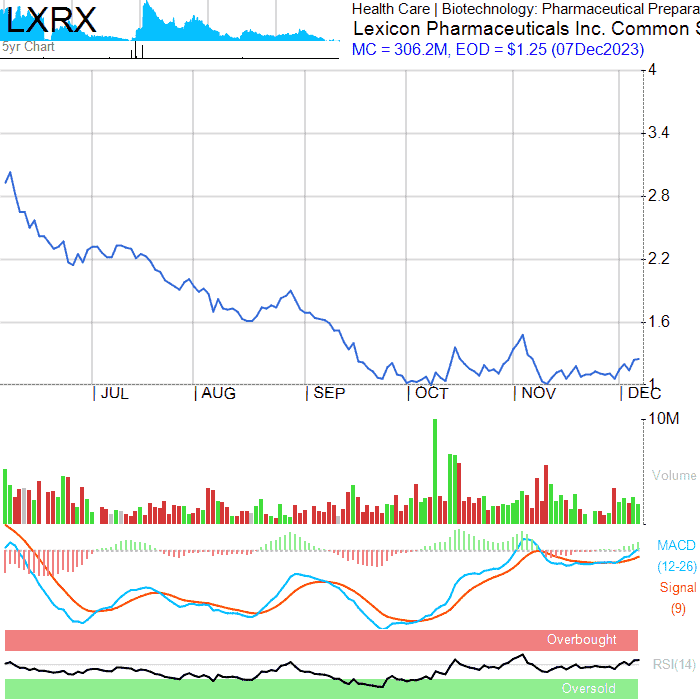 LXRX
5yr Chart
Health Care | Biotechnology: Pharmaceutical Prepara
Lexicon Pharmaceuticals Inc. Common S
MC = 306.2M, EOD = $1.25 (07Dec2023)
4
3.4
2.8
2.2
1.6
1
JUL AUG SEP OCT NOV DEC
10M
Volume
MACD
(12-26)
Signal
(9)
Overbought
RSI(14)
Oversold